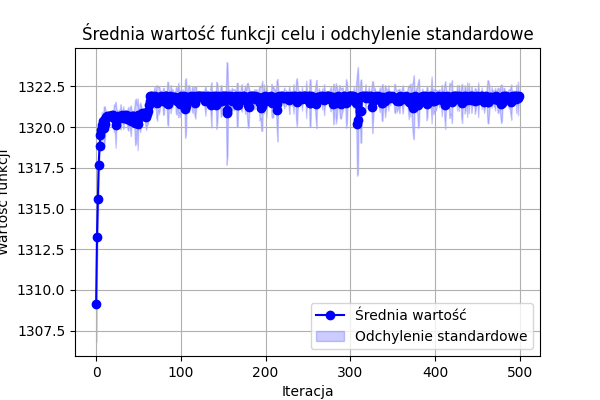 Średnia wartość funkcji celu i odchylenie standardowe
Wartość funkcji
1322.5
1320.0
1317.5
1315.0
1312.5
1310.0
1307.5
0
100
200
300
400
500
Iteracja
Średnia wartość
Odchylenie standardowe